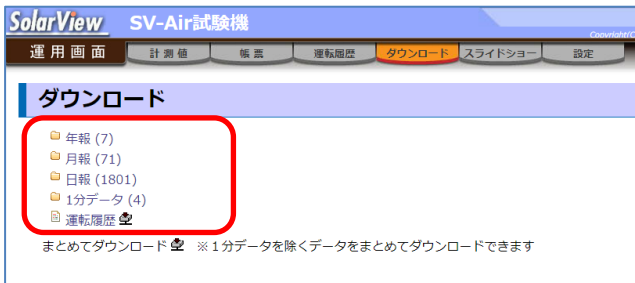 SolarView SV-Air試験機
Copyright/C
運用画面 計測値 帳票 運転履歴 ダウンロード スライドショー 設定
ダウンロード
年報 (7)
月報 (71)
日報 (1801)
1分データ (4)
運転履歴
まとめてダウンロード ※１分データを除くデータをまとめてダウンロードできます